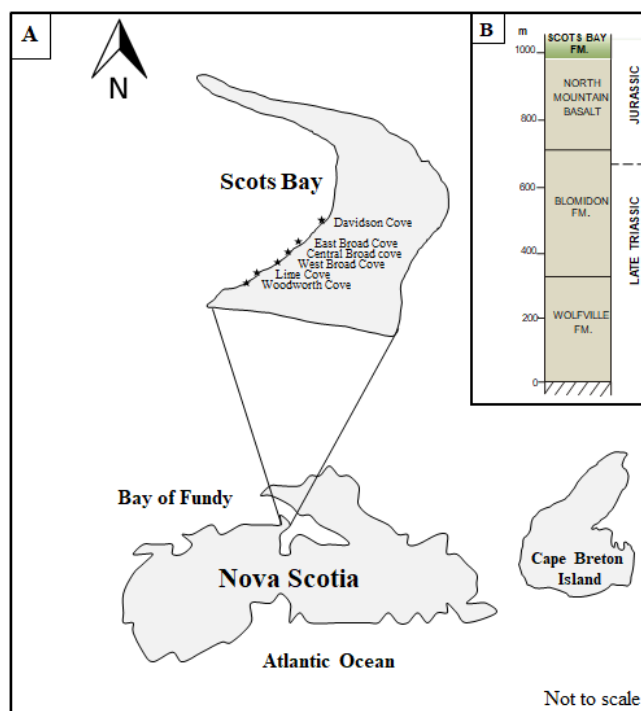 A
N
Scots Bay
Davidson Cove
East Broad Cove
Central Broad cove
West Broad Cove
Lime Cove
Woodworth Cove
Bay of Fundy
Nova Scotia
Atlantic Ocean
Cape Breton
Island
Not to scale
B
m
1000
800
600
400
200
0
SCOTS BAY
FM.
NORTH
MOUNTAIN
BASALT
BLOMIDON
FM.
WOLFVILLE
FM.
JURASSIC
LATE TRIASSIC